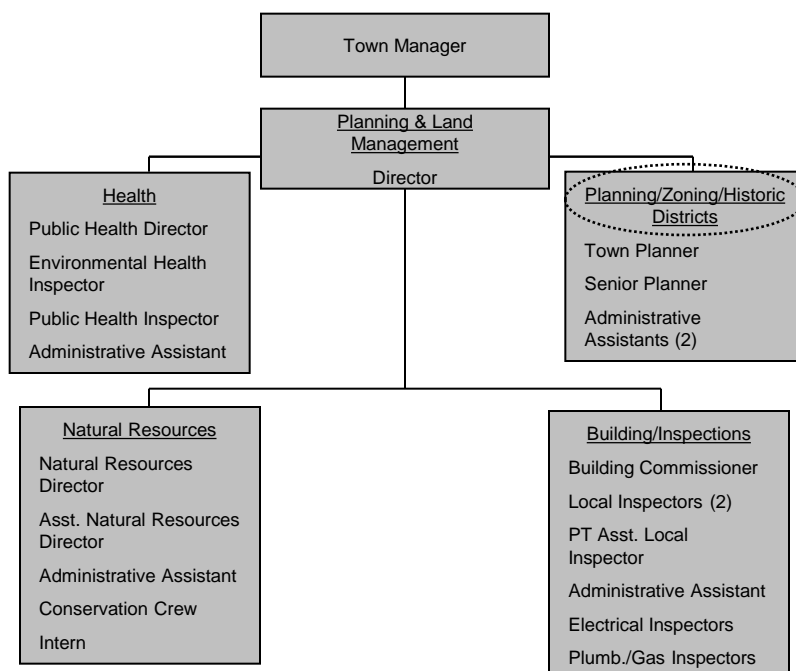 Town Manager
Planning & Land
Management
Director
Health
Public Health Director
Environmental Health
Inspector
Public Health Inspector
Administrative Assistant
Planning/Zoning/Historic
Districts
Town Planner
Senior Planner
Administrative
Assistants (2)
Natural Resources
Natural Resources
Director
Asst. Natural Resources
Director
Administrative Assistant
Conservation Crew
Intern
Building/Inspections
Building Commissioner
Local Inspectors (2)
PT Asst. Local
Inspector
Administrative Assistant
Electrical Inspectors
Plumb./Gas Inspectors